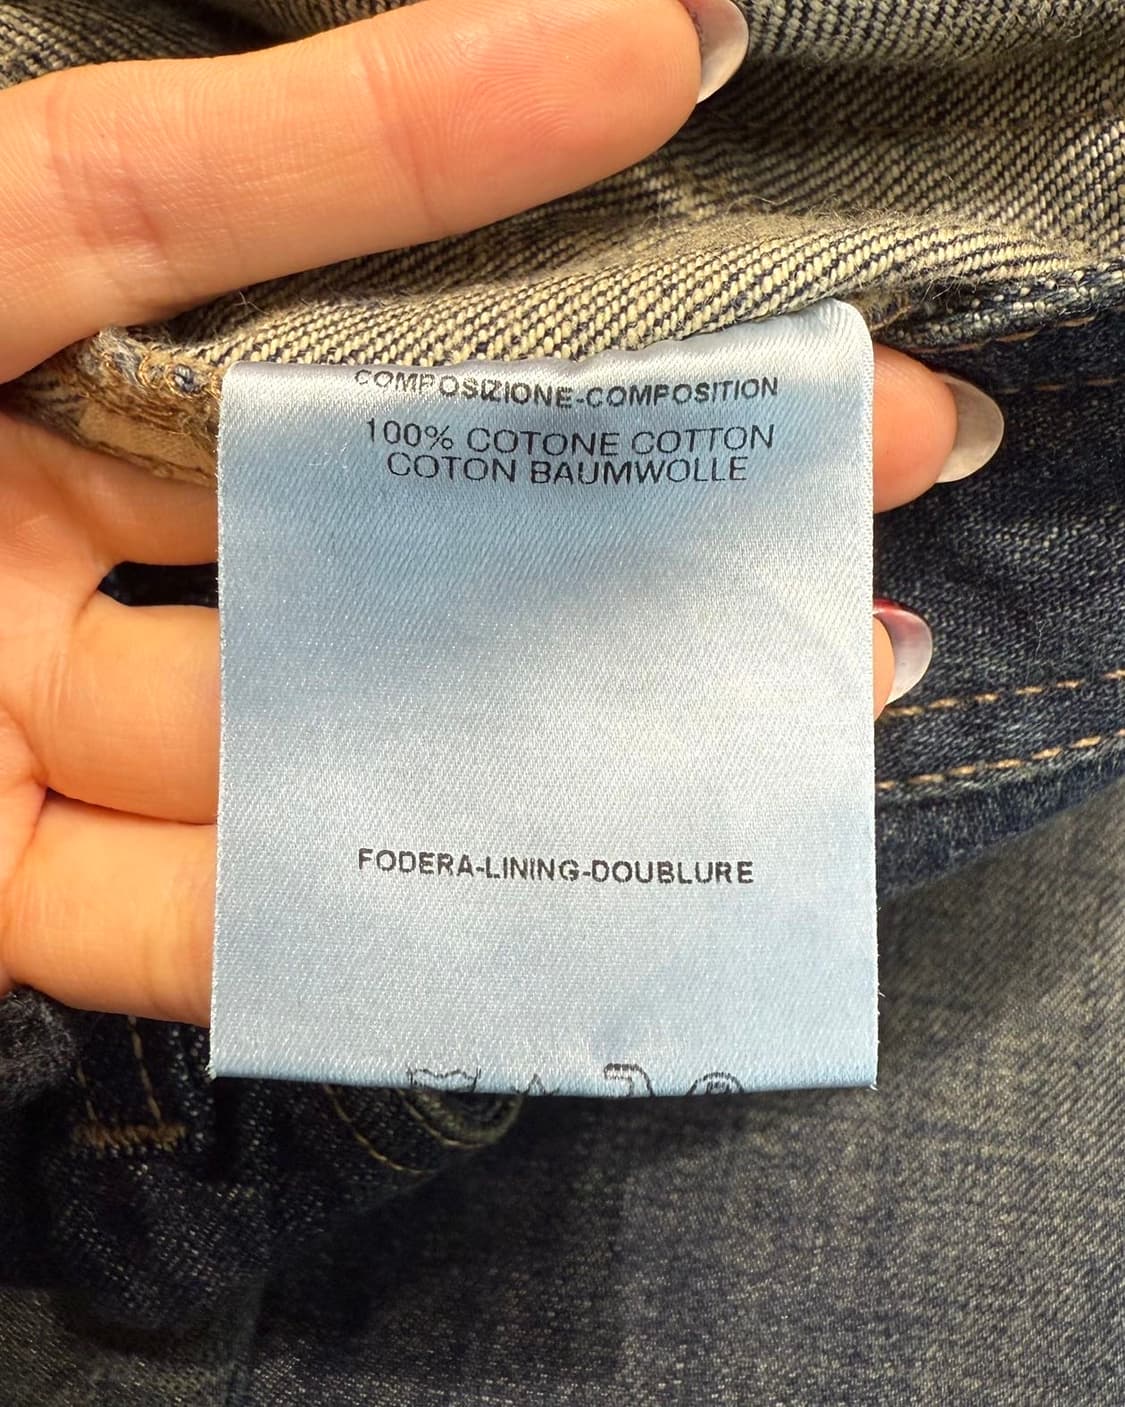 COMPOSIZIONE-COMPOSITION
100% COTONE COTTON
COTON BAUMWOLLE
FODERA-LINING-DOUBLURE